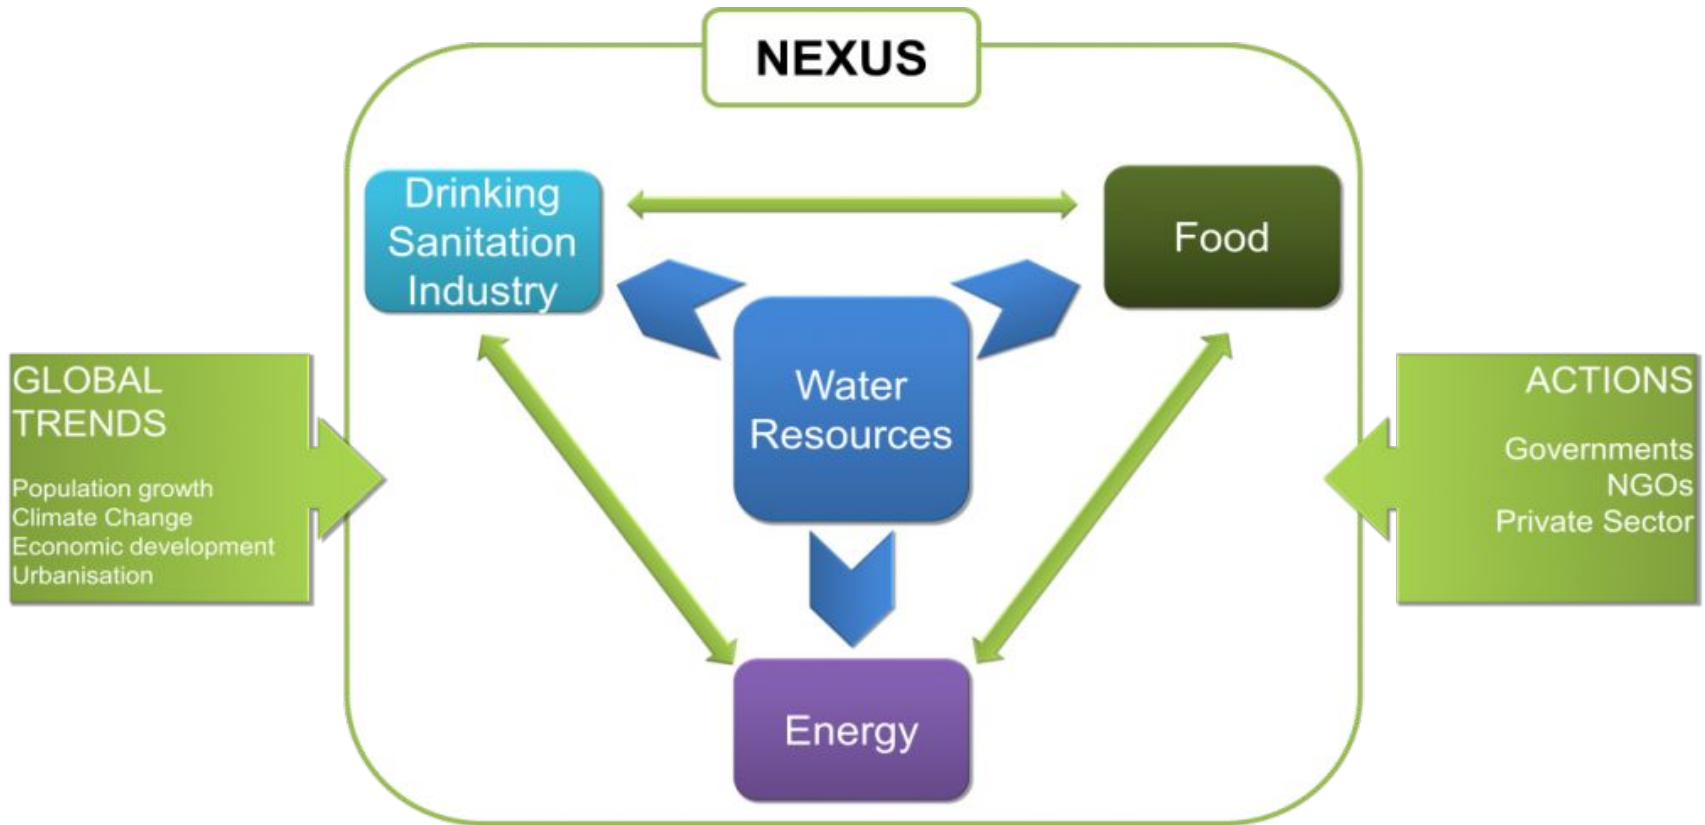 NEXUS
Drinking
Sanitation
Industry
Food
Water
Resources
Energy
GLOBAL
TRENDS
Population growth
Climate Change
Economic development
Urbanisation
ACTIONS
Governments
NGOs
Private Sector